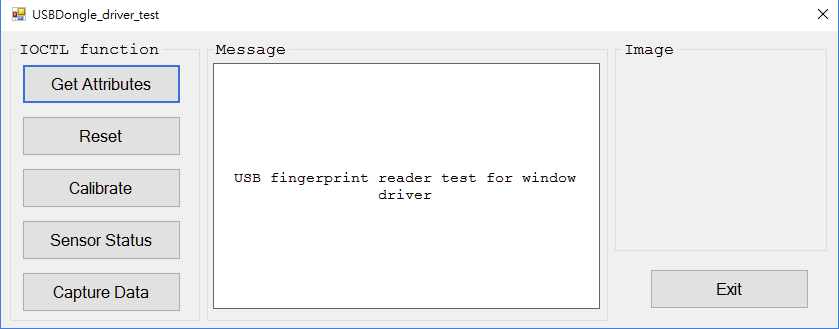 USBDongle_driver_test
IOCTL function
Get Attributes
Reset
Calibrate
Sensor Status
Capture Data
Message
USB fingerprint reader test for window
driver
Image
Exit